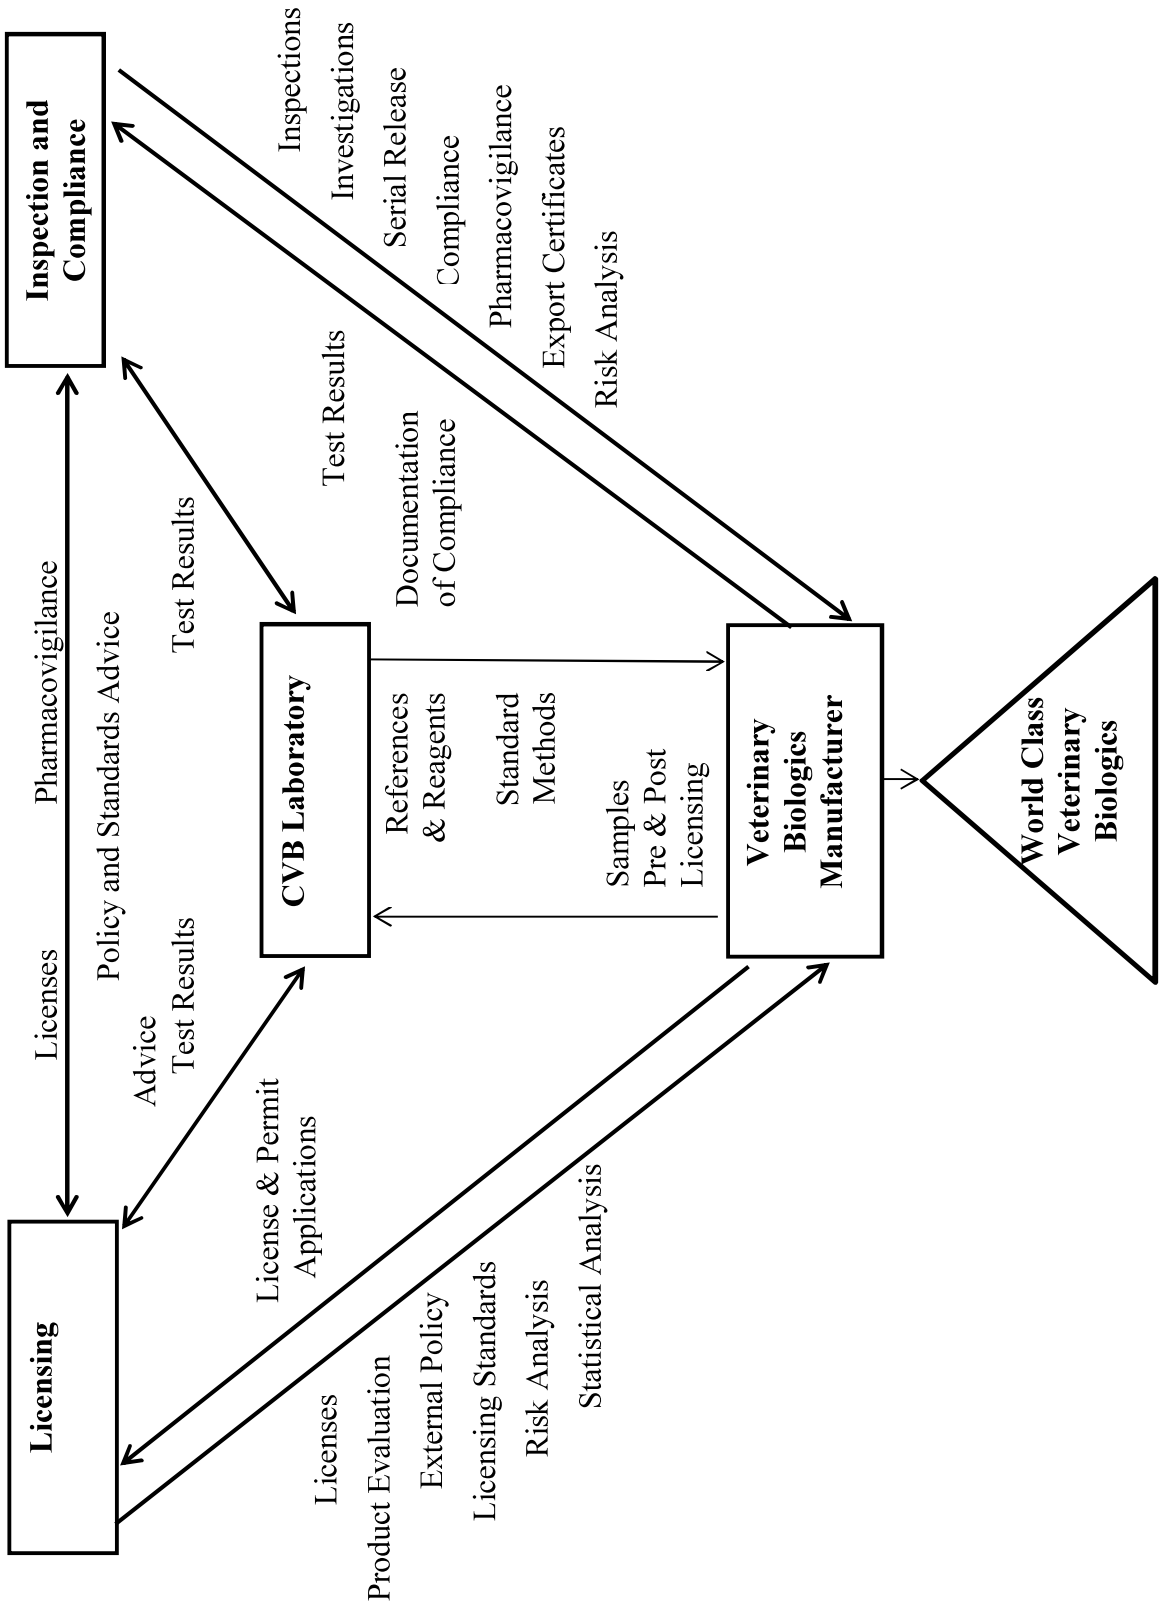 Licensing
Licenses
Pharmacovigilance
Policy and Standards Advice
Inspection and
Compliance
Advice
Test Results
Test Results
CVB Laboratory
License & Permit
Applications
References
& Reagents
Standard
Methods
Samples
Pre & Post
Licensing
Test Results
Documentation
of Compliance
Licenses
Product Evaluation
External Policy
Licensing Standards
Risk Analysis
Statistical Analysis
Inspections
Investigations
Serial Release
Compliance
Pharmacovigilance
Export Certificates
Risk Analysis
Veterinary
Biologics
Manufacturer
World Class
Veterinary
Biologics